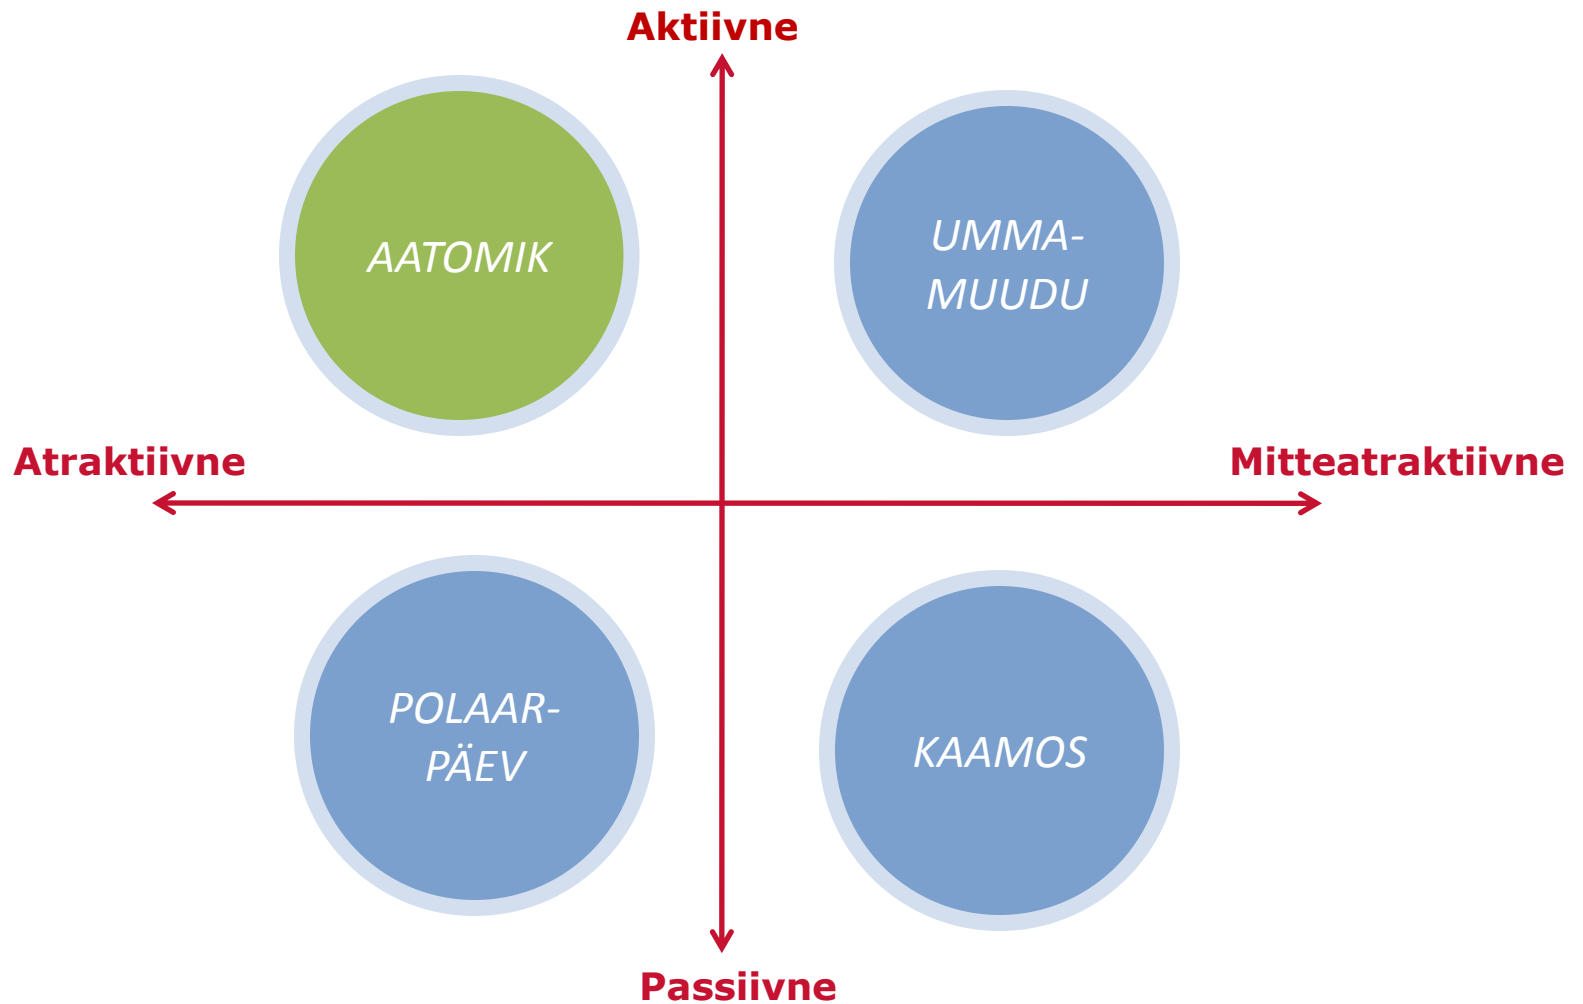 Aktiivne
AATOMIK
UMMA-
MUUDU
Atraktiivne
Mitteatraktiivne
POLAAR-
PÄEV
KAAMOS
Passiivne